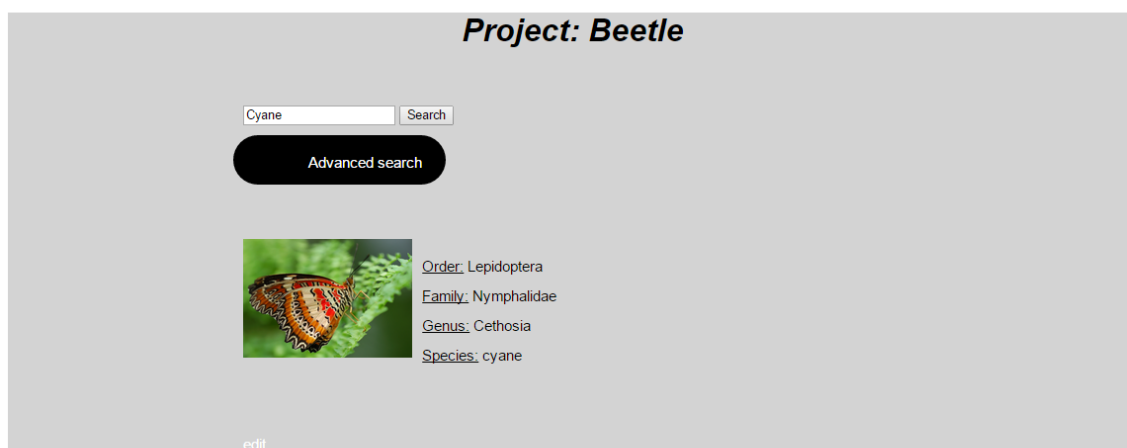 Project: Beetle
Cyane Search
Advanced search
Order: Lepidoptera
Family: Nymphalidae
Genus: Cethosia
Species: cyane
edit